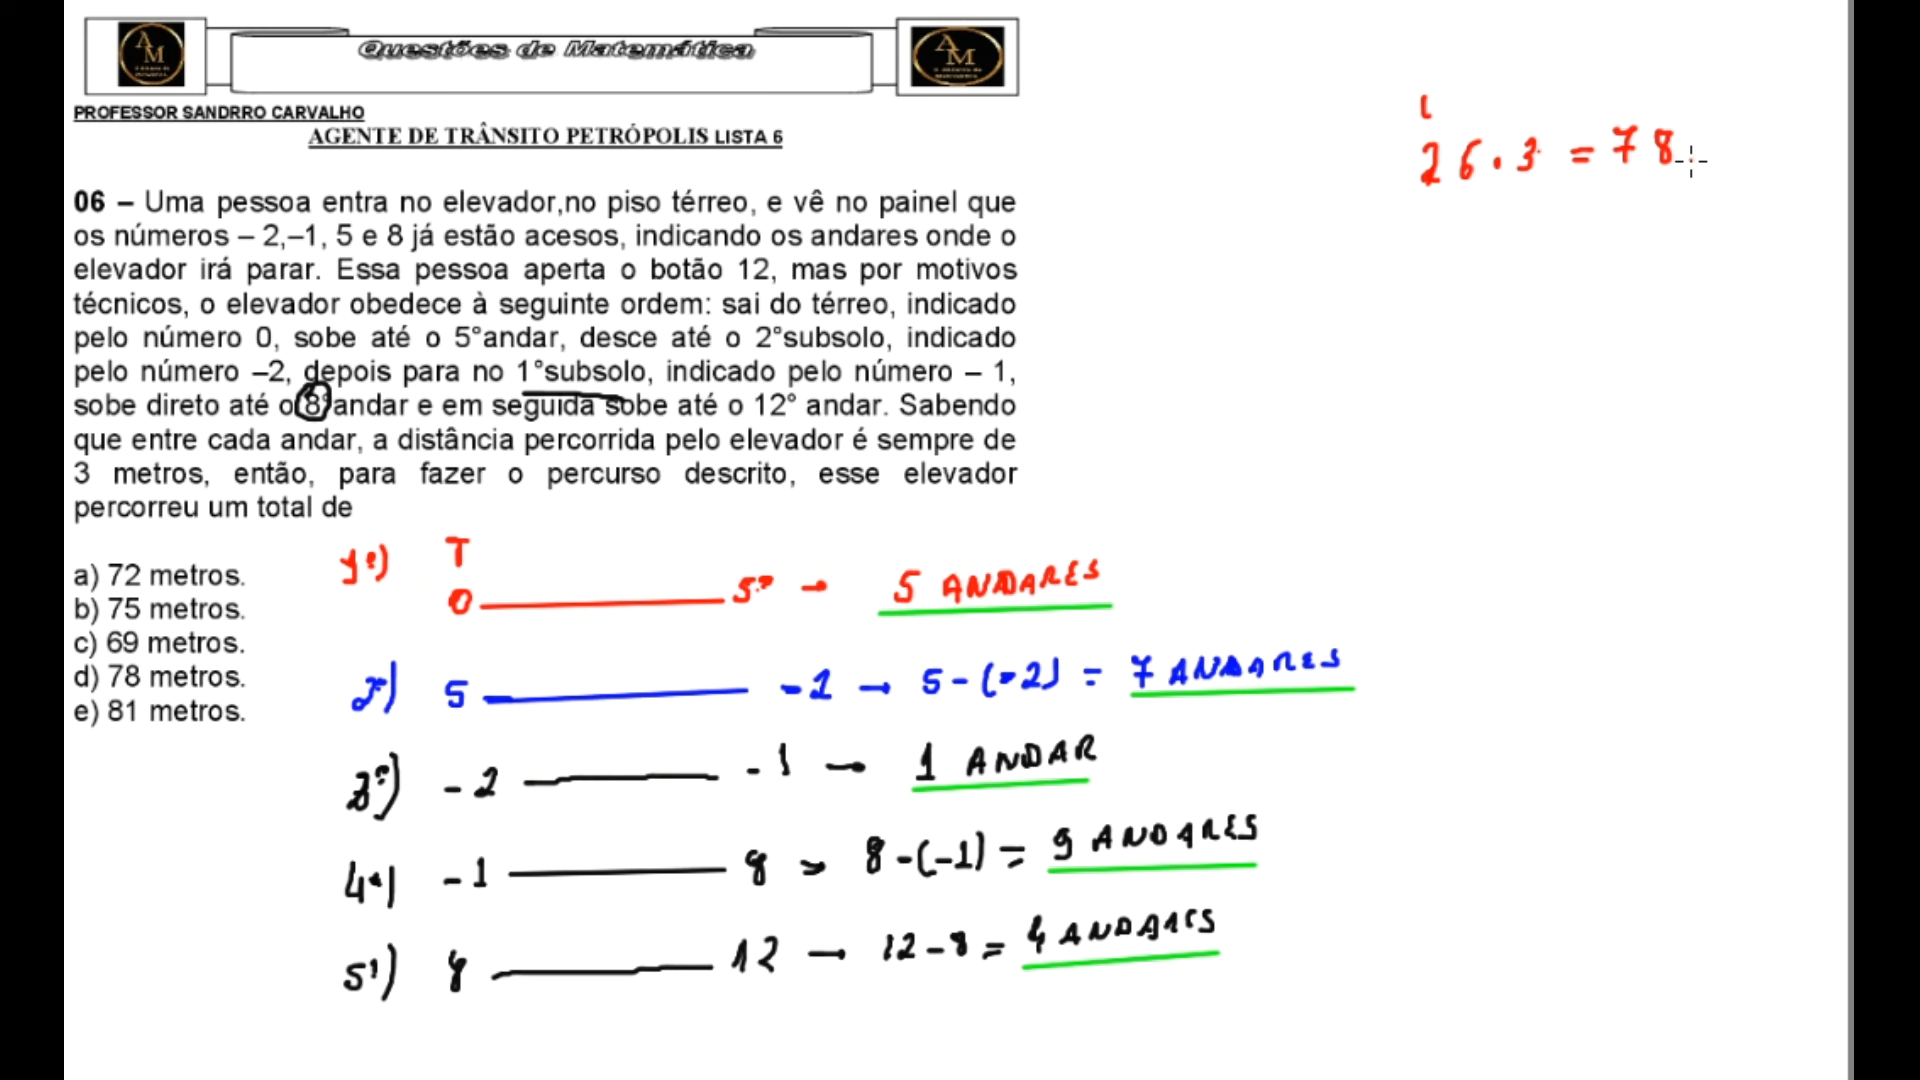 Questões de Matemática
AM
AM
PROFESSOR SANDRRO CARVALHO
AGENTE DE TRÂNSITO PETRÓPOLIS LISTA 6
1
26.3 = 78
06 – Uma pessoa entra no elevador,no piso térreo, e vê no painel que
os números – 2,–1, 5 e 8 já estão acesos, indicando os andares onde o
elevador irá parar. Essa pessoa aperta o botão 12, mas por motivos
técnicos, o elevador obedece à seguinte ordem: sai do térreo, indicado
pelo número 0, sobe até o 5°andar, desce até o 2°subsolo, indicado
pelo número –2, depois para no 1°subsolo, indicado pelo número – 1,
sobe direto até o 8°andar e em seguida sobe até o 12° andar. Sabendo
que entre cada andar, a distância percorrida pelo elevador é sempre de
3 metros, então, para fazer o percurso descrito, esse elevador
percorreu um total de
a) 72 metros.
b) 75 metros.
c) 69 metros.
d) 78 metros.
e) 81 metros.
1º) T
0 5º → 5 ANDARES
2º) 5 -2 → 5-(-2) = 7 ANDARES
3º) -2 -1 → 1 ANDAR
4º) -1 8 → 8-(-1) = 9 ANDARES
5º) 8 12 → 12-8 = 4 ANDARES